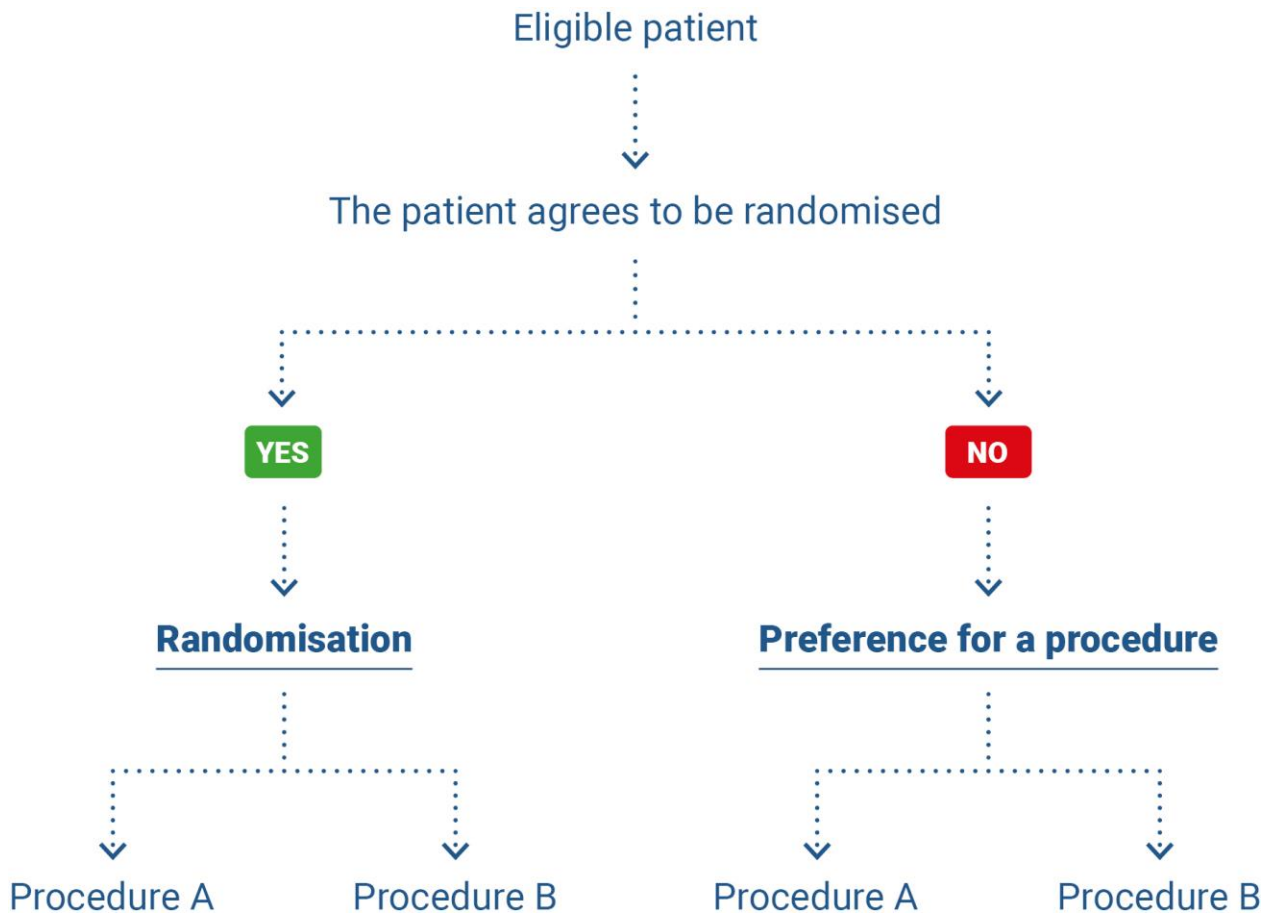 Eligible patient
The patient agrees to be randomised
YES
NO
Randomisation
Preference for a procedure
Procedure A
Procedure B
Procedure A
Procedure B